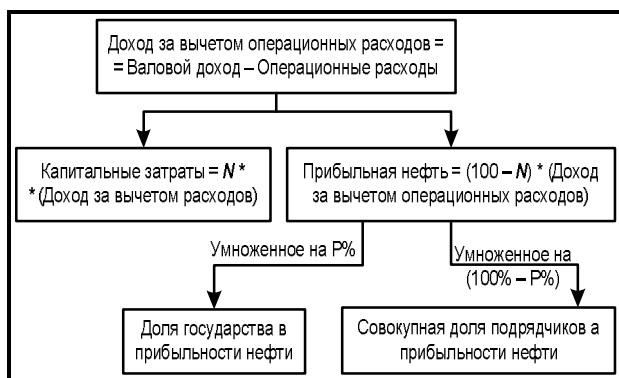 Доход за вычетом операционных расходов =
= Валовой доход – Операционные расходы
Капитальные затраты = N *
* (Доход за вычетом расходов)
Прибыльная нефть = (100 – N) * (Доход
за вычетом операционных расходов)
Умноженное на P%
Умноженное на
(100% – P%)
Доля государства в
прибыльности нефти
Совокупная доля подрядчиков а
прибыльности нефти